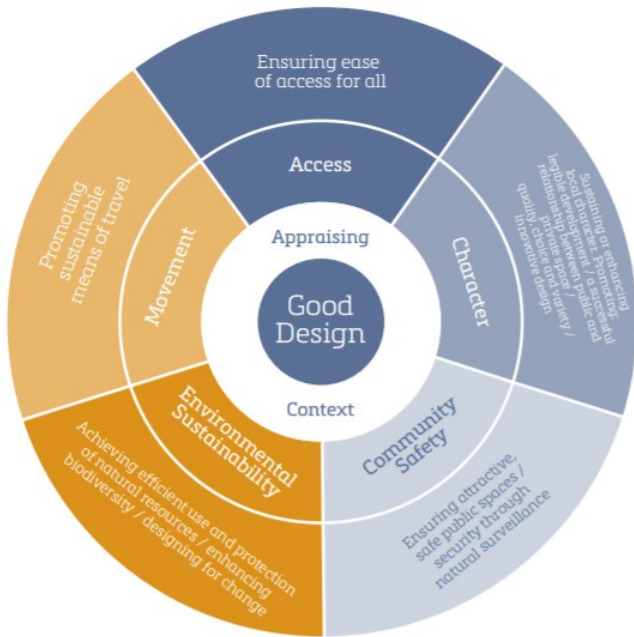 Ensuring ease
of access for all
Access
Sustaining or enhancing
local character. Promoting
legible development / a successful
relationship between public and
private space /
quality, choice and variety /
innovative design
Character
Ensuring attractive,
safe public spaces /
security through
natural surveillance
Community
Safety
Achieving efficient use and protection
of natural resources / enhancing
biodiversity / designing for change
Environmental
Sustainability
Promoting
sustainable
means of travel
Movement
Appraising
Good
Design
Context